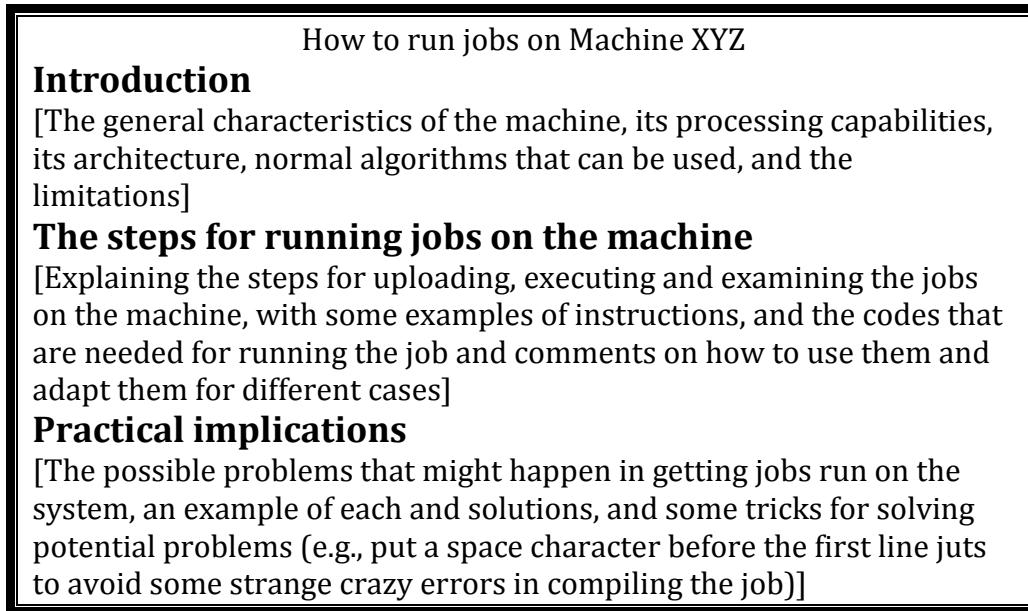 How to run jobs on Machine XYZ
Introduction
[The general characteristics of the machine, its processing capabilities,
its architecture, normal algorithms that can be used, and the
limitations]
The steps for running jobs on the machine
[Explaining the steps for uploading, executing and examining the jobs
on the machine, with some examples of instructions, and the codes that
are needed for running the job and comments on how to use them and
adapt them for different cases]
Practical implications
[The possible problems that might happen in getting jobs run on the
system, an example of each and solutions, and some tricks for solving
potential problems (e.g., put a space character before the first line juts
to avoid some strange crazy errors in compiling the job)]